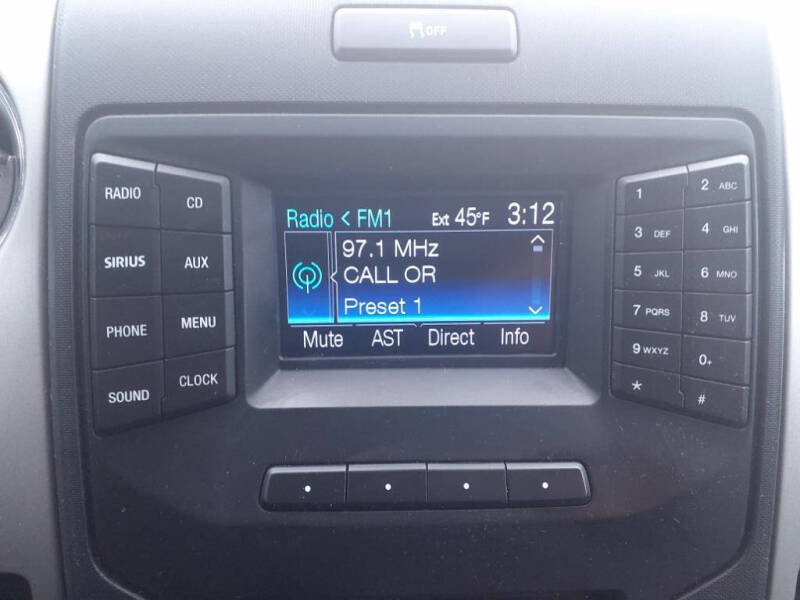 OFF
RADIO
CD
SIRIUS
AUX
PHONE
MENU
SOUND
CLOCK
Radio < FM1 Ext 45°F 3:12
97.1 MHz
CALL OR
Preset 1
Mute AST Direct Info
1
2 ABC
3 DEF
4 GHI
5 JKL
6 MNO
7 PQRS
8 TUV
9 WXYZ
0+
*
#